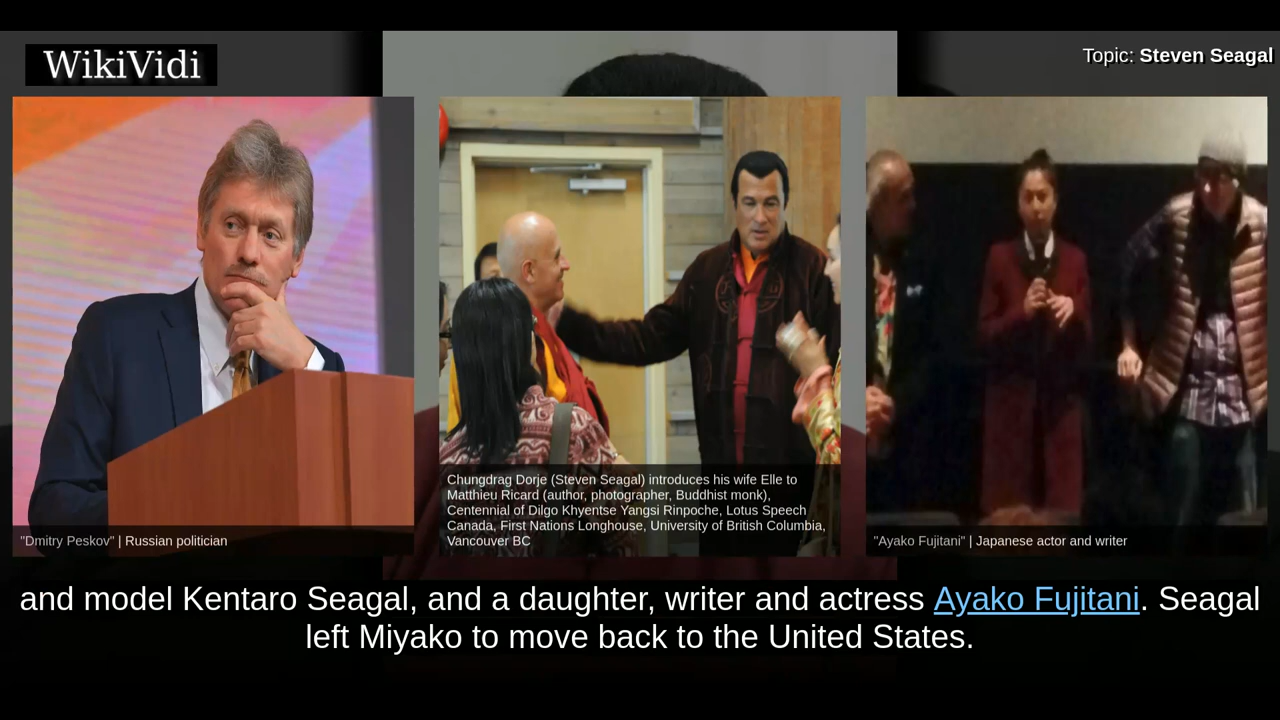 WikiVidi
Topic: Steven Seagal
"Dmitry Peskov" | Russian politician
Chungdrag Dorje (Steven Seagal) introduces his wife Elle to
Matthieu Ricard (author, photographer, Buddhist monk),
Centennial of Dilgo Khyentse Yangsi Rinpoche, Lotus Speech
Canada, First Nations Longhouse, University of British Columbia,
Vancouver BC
"Ayako Fujitani" | Japanese actor and writer
and model Kentaro Seagal, and a daughter, writer and actress Ayako Fujitani. Seagal
left Miyako to move back to the United States.